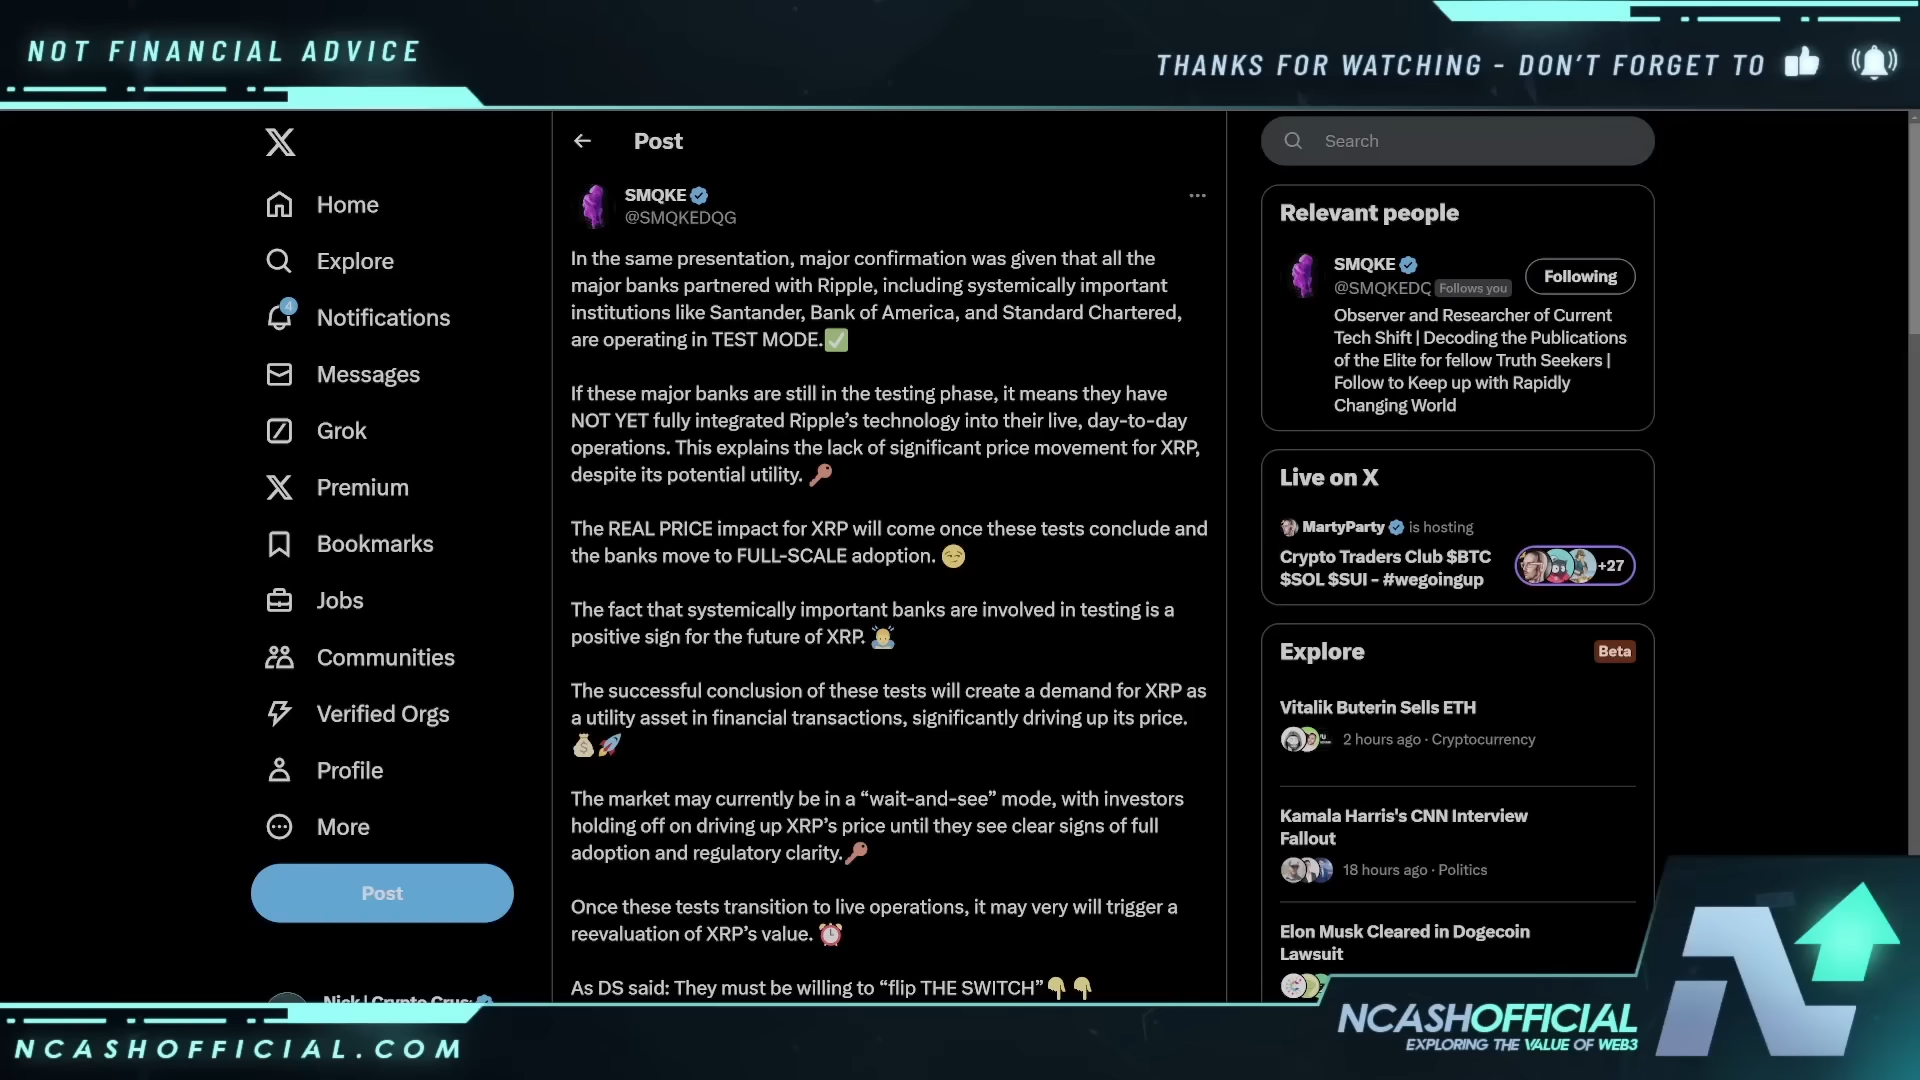 NOT FINANCIAL ADVICE
THANKS FOR WATCHING - DON'T FORGET TO
Home
Explore
4
Notifications
Messages
Grok
Premium
Bookmarks
Jobs
Communities
Verified Orgs
Profile
More
Post
Post
SMQKE
@SMQKEDQG
In the same presentation, major confirmation was given that all the
major banks partnered with Ripple, including systemically important
institutions like Santander, Bank of America, and Standard Chartered,
are operating in TEST MODE.✅
If these major banks are still in the testing phase, it means they have
NOT YET fully integrated Ripple’s technology into their live, day-to-day
operations. This explains the lack of significant price movement for XRP,
despite its potential utility. 🔑
The REAL PRICE impact for XRP will come once these tests conclude and
the banks move to FULL-SCALE adoption. 😏
The fact that systemically important banks are involved in testing is a
positive sign for the future of XRP.
The successful conclusion of these tests will create a demand for XRP as
a utility asset in financial transactions, significantly driving up its price.
💰🚀
The market may currently be in a “wait-and-see” mode, with investors
holding off on driving up XRP’s price until they see clear signs of full
adoption and regulatory clarity.🔑
Once these tests transition to live operations, it may very will trigger a
reevaluation of XRP’s value. ⏰
As DS said: They must be willing to “flip THE SWITCH”👇👇
Search
Relevant people
SMQKE
@SMQKEDQ Follows you
Following
Observer and Researcher of Current
Tech Shift | Decoding the Publications
of the Elite for fellow Truth Seekers |
Follow to Keep up with Rapidly
Changing World
Live on X
MartyParty is hosting
Crypto Traders Club $BTC
$SOL $SUI - #wegoingup
+27
Explore
Beta
Vitalik Buterin Sells ETH
2 hours ago · Cryptocurrency
Kamala Harris's CNN Interview
Fallout
18 hours ago · Politics
Elon Musk Cleared in Dogecoin
Lawsuit
Nick | Crypto
NCASHOFFICIAL.COM
NCASHOFFICIAL
EXPLORING THE VALUE OF WEB3